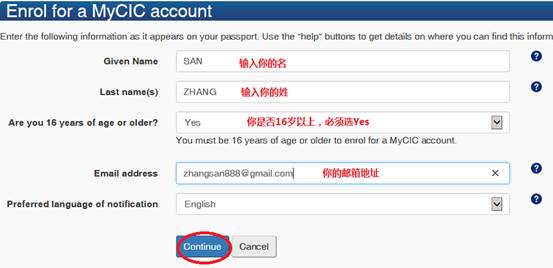 Enrol for a MyCIC account
Enter the following information as it appears on your passport. Use the "help" buttons to get details on where you can find this inform
Given Name SAN 输入你的名 ?
Last name(s) ZHANG 输入你的姓 ?
Are you 16 years of age or older? Yes 你是否16岁以上，必须选Yes ?
You must be 16 years of age or older to enrol for a MyCIC account.
Email address zhangsan888@gmail.com 你的邮箱地址 × ?
Preferred language of notification English ?
Continue Cancel